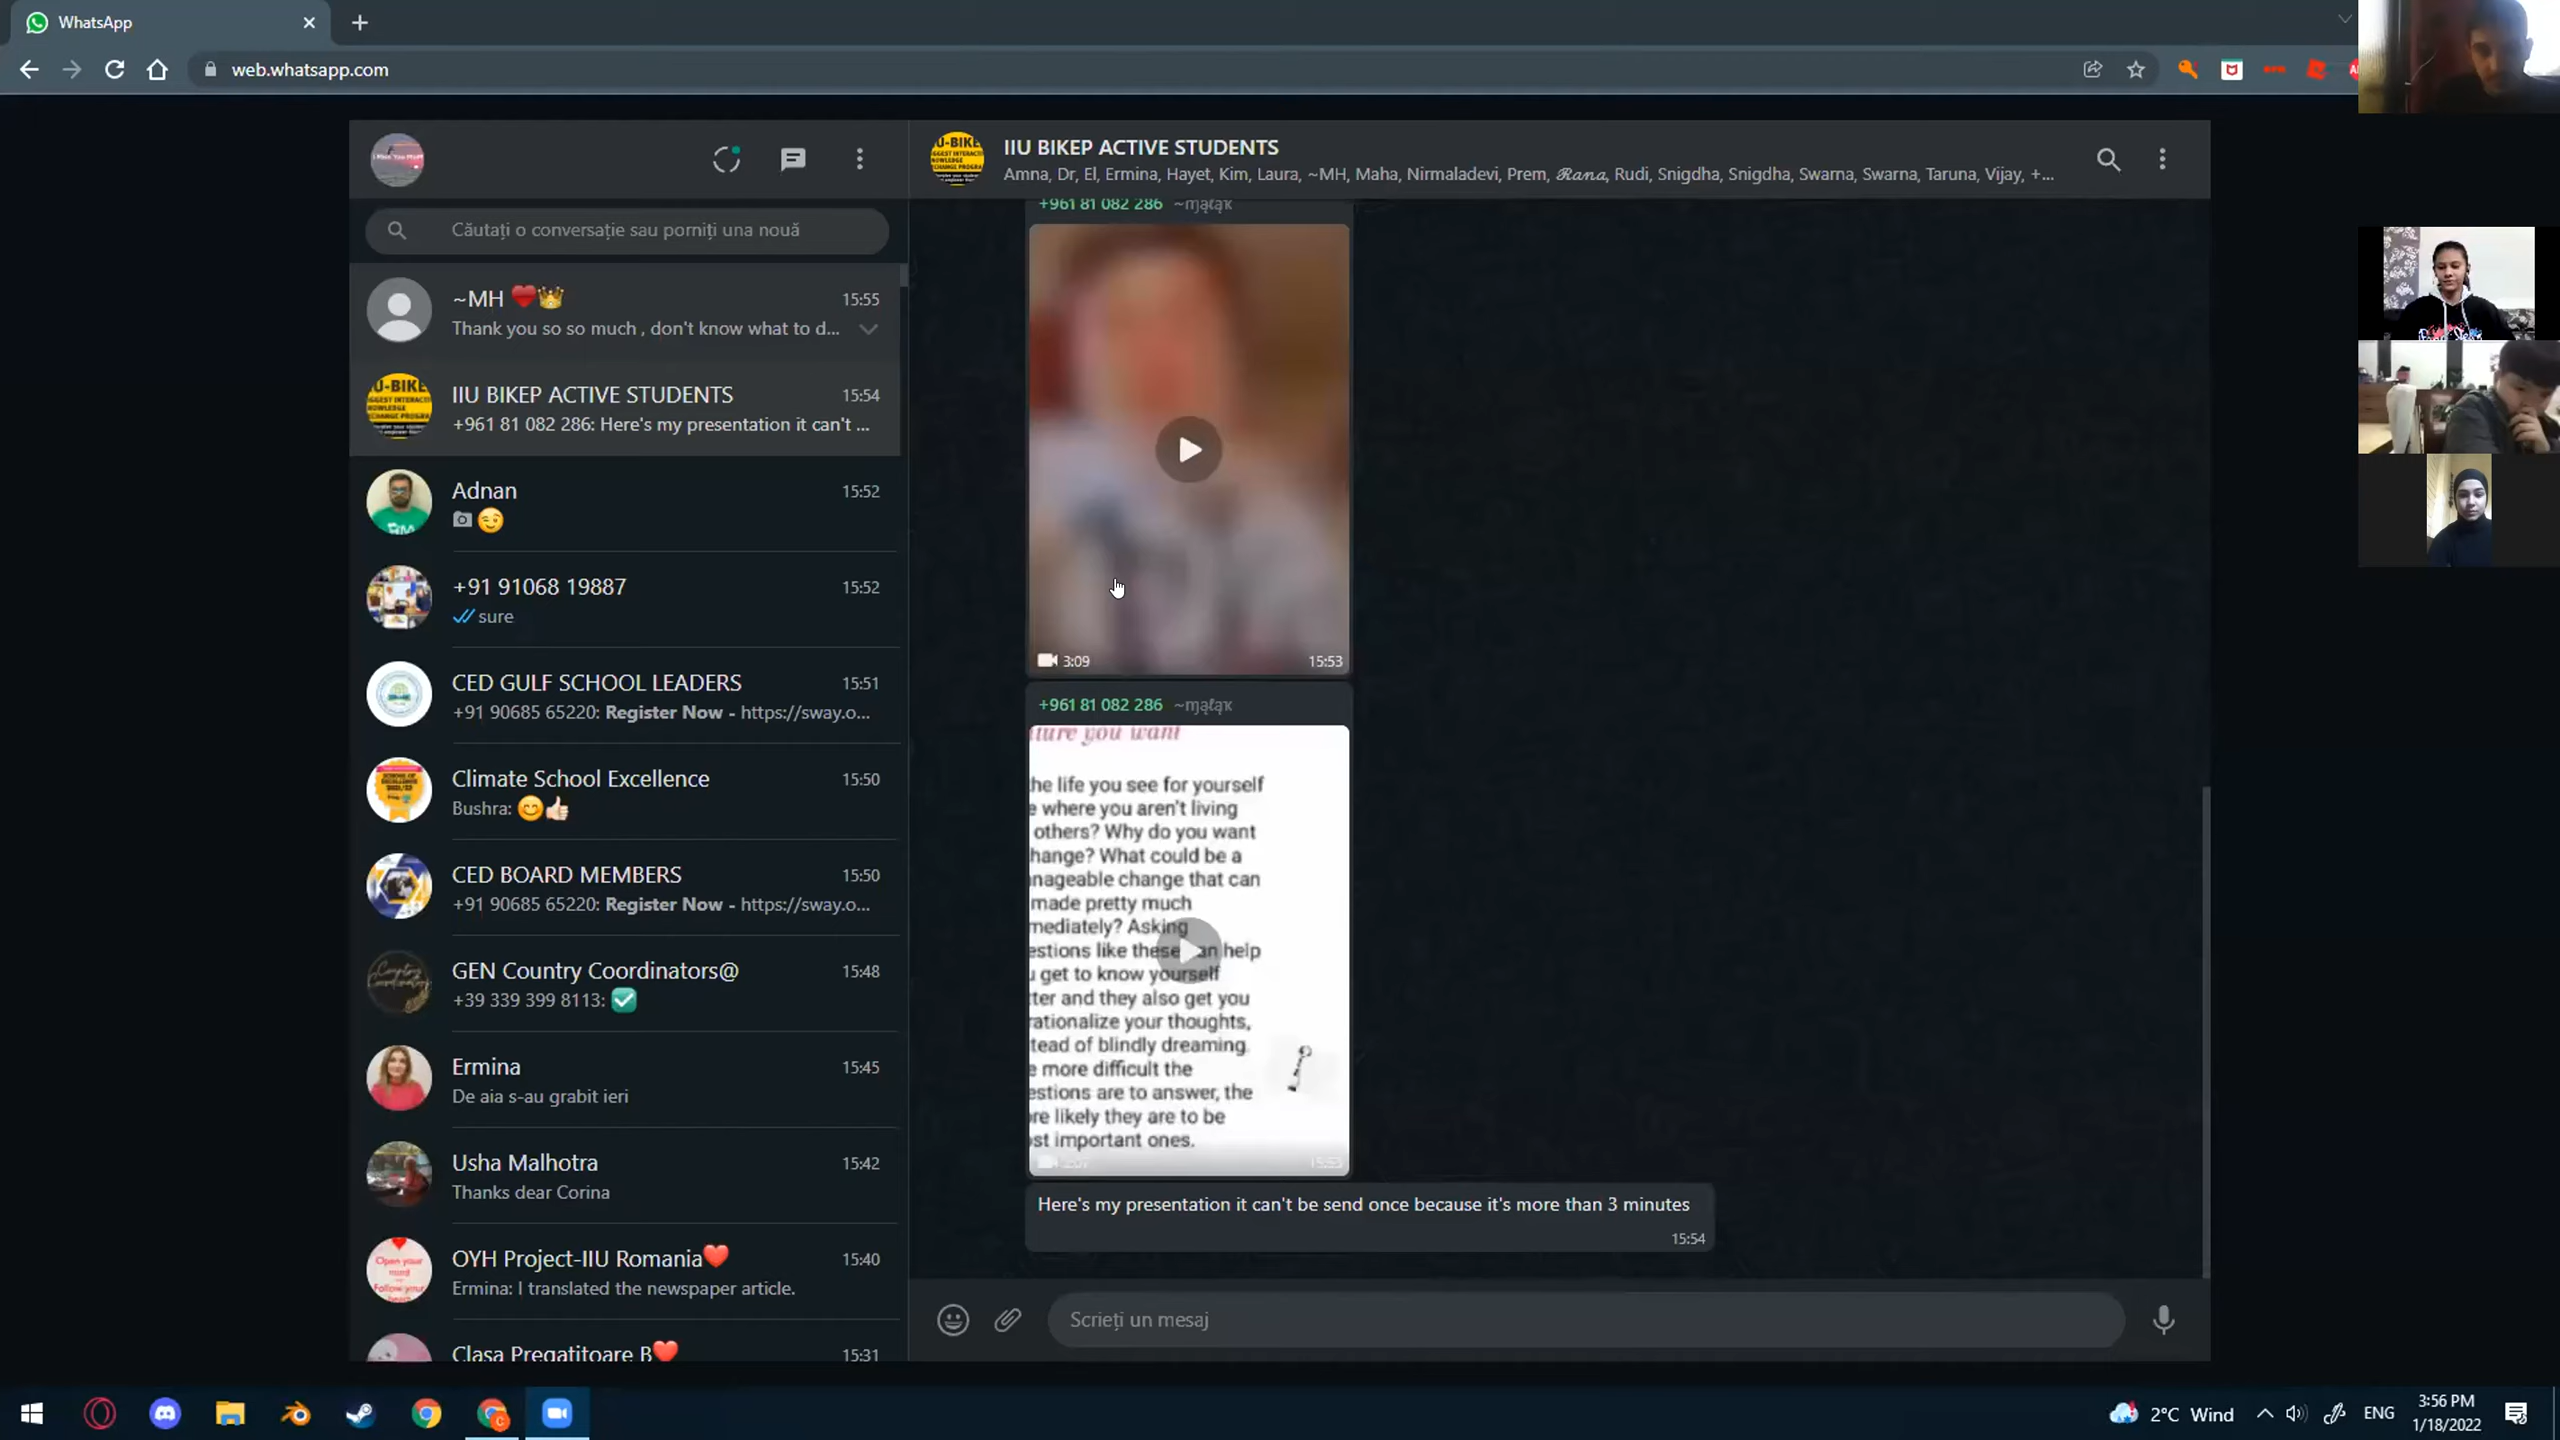 WhatsApp
web.whatsapp.com
IIU BIKEP ACTIVE STUDENTS
Amna, Dr, El, Ermina, Hayet, Kim, Laura, ~MH, Maha, Nirmaladevi, Prem, 𝓡𝓪𝓷𝓪, Rudi, Snigdha, Snigdha, Swarna, Swarna, Taruna, Vijay, +...
Căutați o conversație sau porniți una nouă
~MH ❤️👑 15:55
Thank you so so much , don't know what to d...
IIU BIKEP ACTIVE STUDENTS 15:54
+961 81 082 286: Here's my presentation it can't ...
Adnan 15:52
😉
+91 91068 19887 15:52
sure
CED GULF SCHOOL LEADERS 15:51
+91 90685 65220: Register Now - https://sway.o...
Climate School Excellence 15:50
Bushra: 😊👍🏻
CED BOARD MEMBERS 15:50
+91 90685 65220: Register Now - https://sway.o...
GEN Country Coordinators@ 15:48
+39 339 399 8113: ✅
Ermina 15:45
De aia s-au grabit ieri
Usha Malhotra 15:42
Thanks dear Corina
OYH Project-IIU Romania❤️ 15:40
Ermina: I translated the newspaper article.
Clasa Pregatitoare B❤️ 15:31
+961 81 082 286
3:09 15:53
+961 81 082 286
ture you want
he life you see for yourself
e where you aren't living
others? Why do you want
hange? What could be a
nageable change that can
made pretty much
mediately? Asking
estions like these can help
u get to know yourself
ter and they also get you
rationalize your thoughts,
tead of blindly dreaming.
e more difficult the
estions are to answer, the
ore likely they are to be
ost important ones.
Here's my presentation it can't be send once because it's more than 3 minutes
15:54
Scrieți un mesaj
2°C Wind
ENG
3:56 PM
1/18/2022